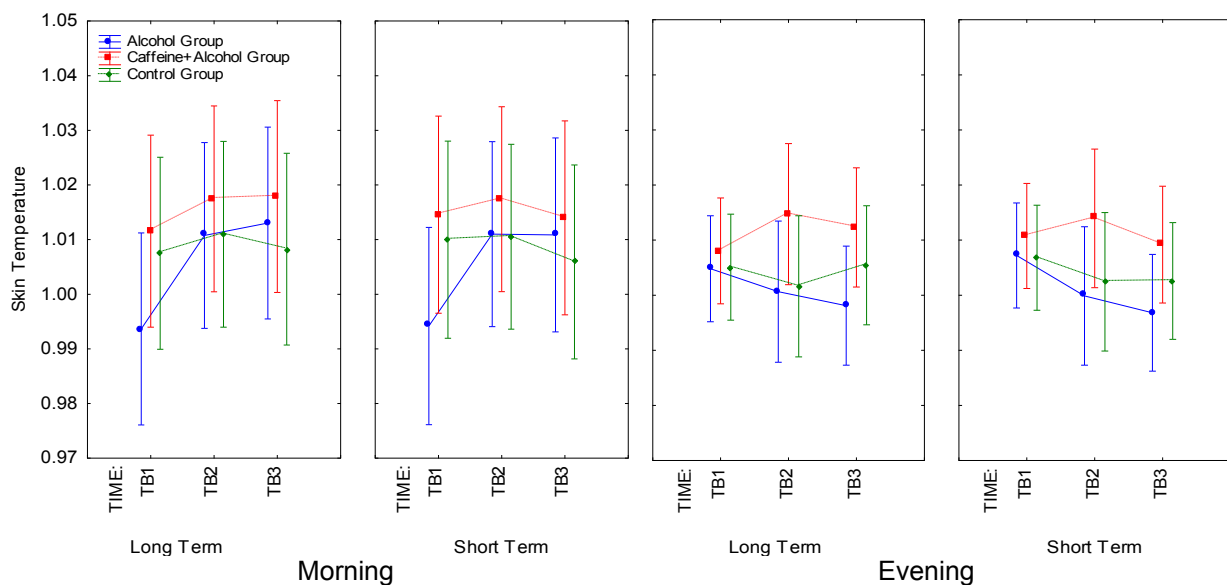 1.05
1.04
1.03
1.02
1.01
1.00
0.99
0.98
0.97
Skin Temperature
Alcohol Group
Caffeine+Alcohol Group
Control Group
TIME: TB1 TB2 TB3
TIME: TB1 TB2 TB3
TIME: TB1 TB2 TB3
TIME: TB1 TB2 TB3
Long Term Short Term Long Term Short Term
Morning Evening